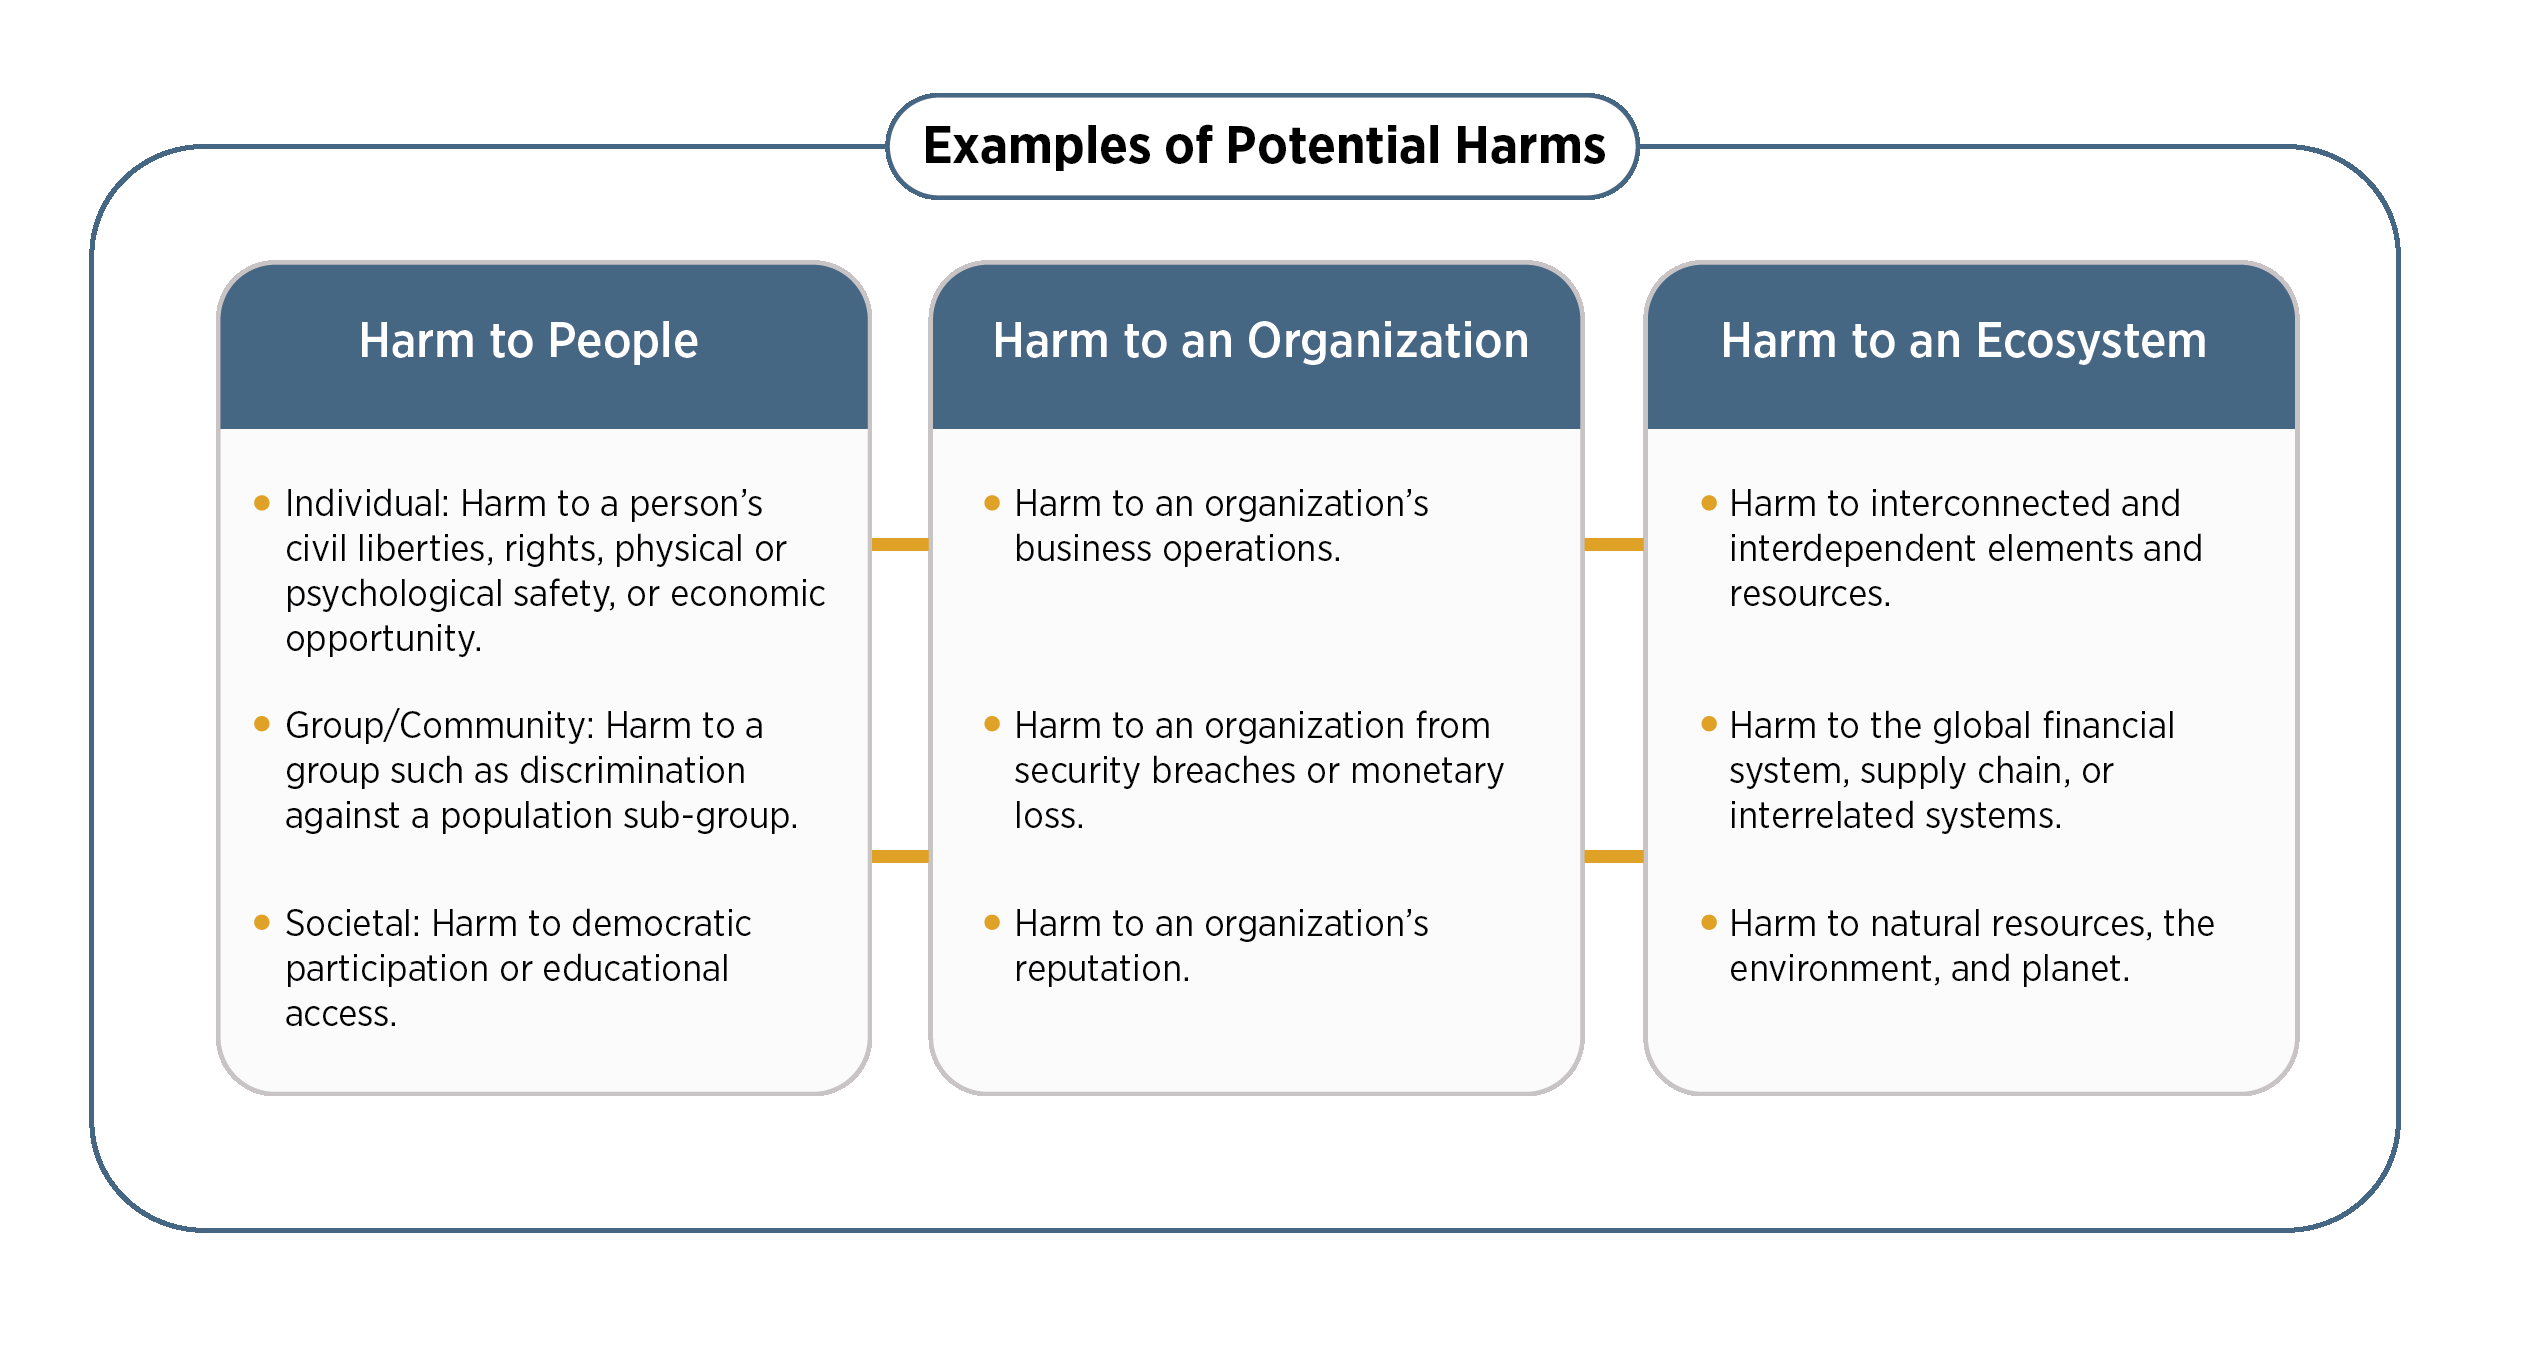 Examples of Potential Harms
Harm to People
• Individual: Harm to a person’s
civil liberties, rights, physical or
psychological safety, or economic
opportunity.
• Group/Community: Harm to a
group such as discrimination
against a population sub-group.
• Societal: Harm to democratic
participation or educational
access.
Harm to an Organization
• Harm to an organization’s
business operations.
• Harm to an organization from
security breaches or monetary
loss.
• Harm to an organization’s
reputation.
Harm to an Ecosystem
• Harm to interconnected and
interdependent elements and
resources.
• Harm to the global financial
system, supply chain, or
interrelated systems.
• Harm to natural resources, the
environment, and planet.